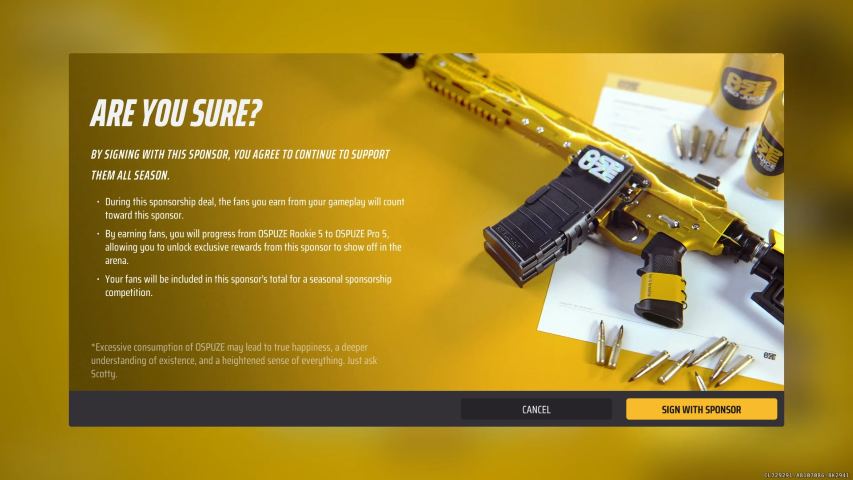 ARE YOU SURE?
BY SIGNING WITH THIS SPONSOR, YOU AGREE TO CONTINUE TO SUPPORT
THEM ALL SEASON.
· During this sponsorship deal, the fans you earn from your gameplay will count
toward this sponsor.
· By earning fans, you will progress from OSPUZE Rookie 5 to OSPUZE Pro 5,
allowing you to unlock exclusive rewards from this sponsor to show off in the
arena.
· Your fans will be included in this sponsor's total for a seasonal sponsorship
competition.
*Excessive consumption of OSPUZE may lead to true happiness, a deeper
understanding of existence, and a heightened sense of everything. Just ask
Scotty.
OSP
UZE
CANCEL
SIGN WITH SPONSOR